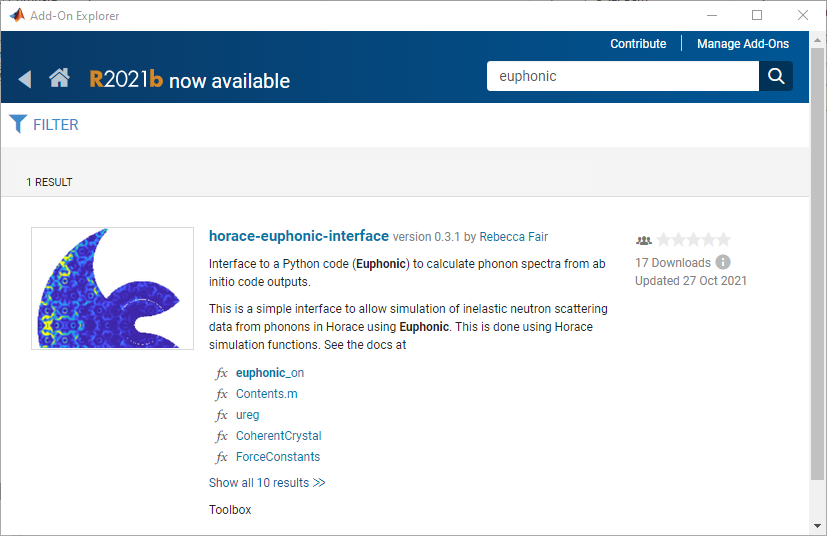 Add-On Explorer
Contribute
Manage Add-Ons
R2021b now available
euphonic
FILTER
1 RESULT
horace-euphonic-interface version 0.3.1 by Rebecca Fair
Interface to a Python code (Euphonic) to calculate phonon spectra from ab
initio code outputs.
This is a simple interface to allow simulation of inelastic neutron scattering
data from phonons in Horace using Euphonic. This is done using Horace
simulation functions. See the docs at
fx euphonic_on
fx Contents.m
fx ureg
fx CoherentCrystal
fx ForceConstants
Show all 10 results >>
Toolbox
17 Downloads
Updated 27 Oct 2021